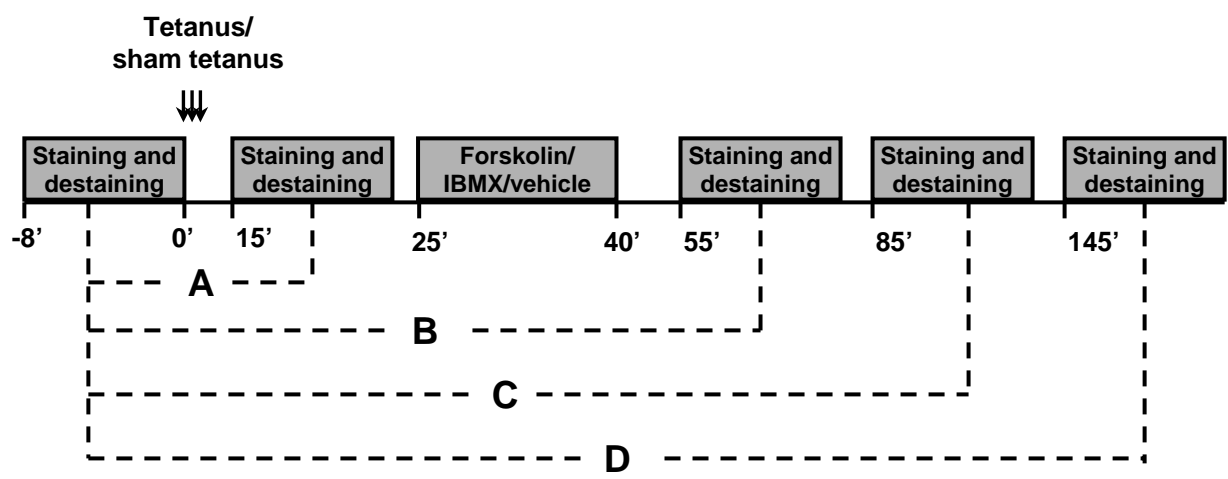 Tetanus/
sham tetanus
Staining and
destaining
Staining and
destaining
Forskolin/
IBMX/vehicle
Staining and
destaining
Staining and
destaining
Staining and
destaining
-8’ 0’ 15’ 25’ 40’ 55’ 85’ 145’
A
B
C
D